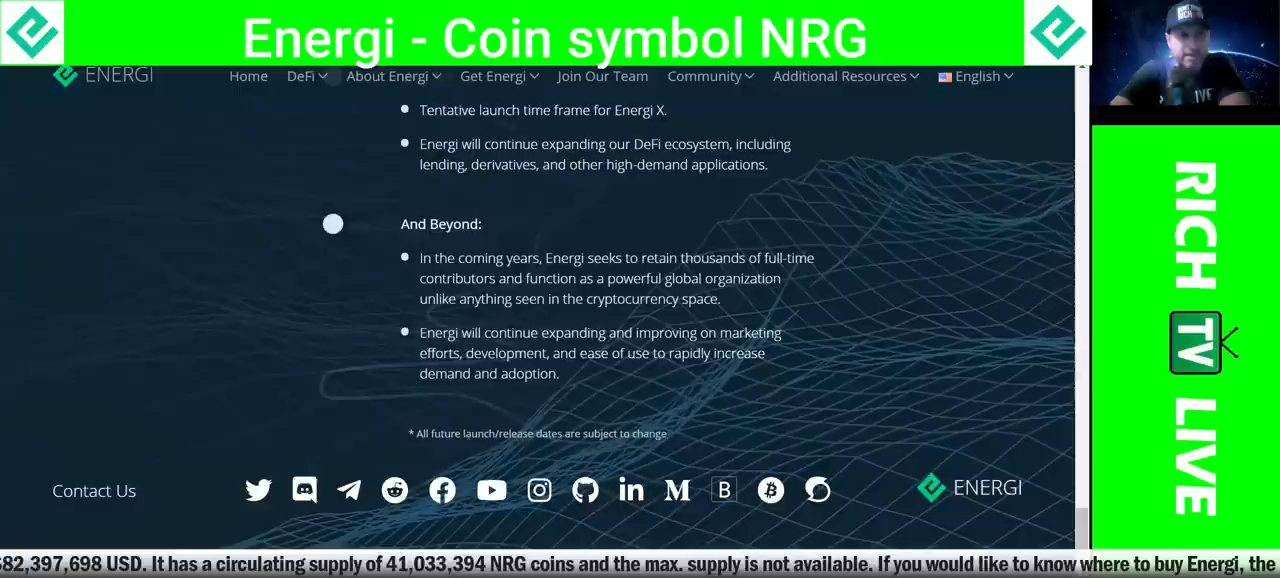 Energi - Coin symbol NRG
ENERGI
Home DeFi About Energi Get Energi Join Our Team Community Additional Resources English
Tentative launch time frame for Energi X.
Energi will continue expanding our DeFi ecosystem, including
lending, derivatives, and other high-demand applications.
And Beyond:
In the coming years, Energi seeks to retain thousands of full-time
contributors and function as a powerful global organization
unlike anything seen in the cryptocurrency space.
Energi will continue expanding and improving on marketing
efforts, development, and ease of use to rapidly increase
demand and adoption.
* All future launch/release dates are subject to change
Contact Us
M
B
ENERGI
RICH
TV
LIVE
$82,397,698 USD. It has a circulating supply of 41,033,394 NRG coins and the max. supply is not available. If you would like to know where to buy Energi, the